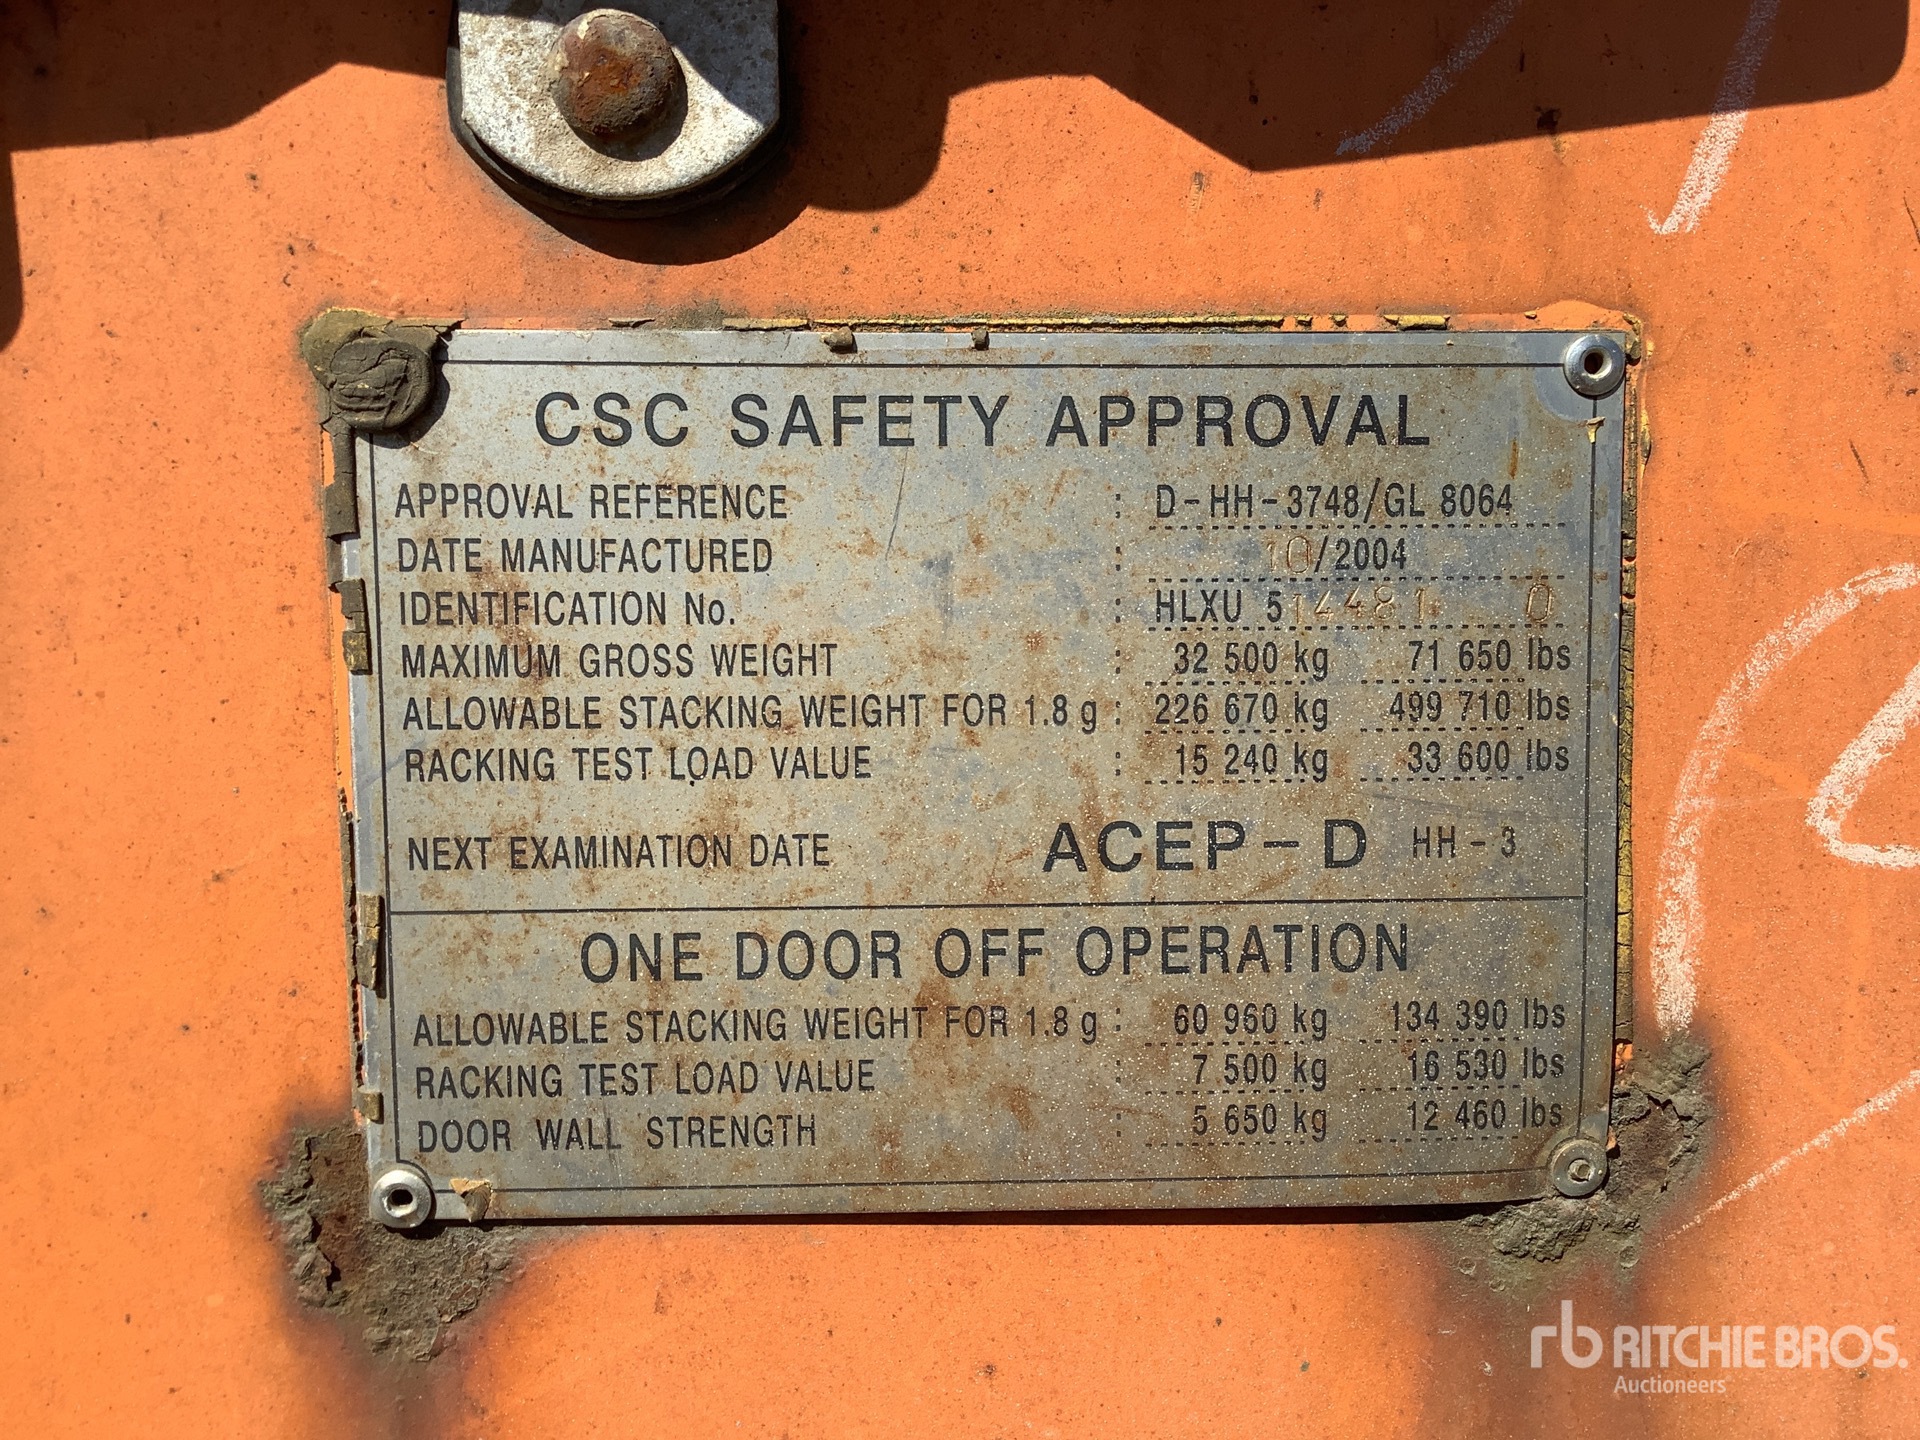 CSC SAFETY APPROVAL
APPROVAL REFERENCE : D-HH-3748/GL 8064
DATE MANUFACTURED : 10/2004
IDENTIFICATION No. : HLXU 514481 0
MAXIMUM GROSS WEIGHT : 32 500 kg 71 650 lbs
ALLOWABLE STACKING WEIGHT FOR 1.8 g : 226 670 kg 499 710 lbs
RACKING TEST LOAD VALUE : 15 240 kg 33 600 lbs
NEXT EXAMINATION DATE ACEP-D HH-3
ONE DOOR OFF OPERATION
ALLOWABLE STACKING WEIGHT FOR 1.8 g : 60 960 kg 134 390 lbs
RACKING TEST LOAD VALUE : 7 500 kg 16 530 lbs
DOOR WALL STRENGTH : 5 650 kg 12 460 lbs
rb RITCHIE BROS.
Auctioneers